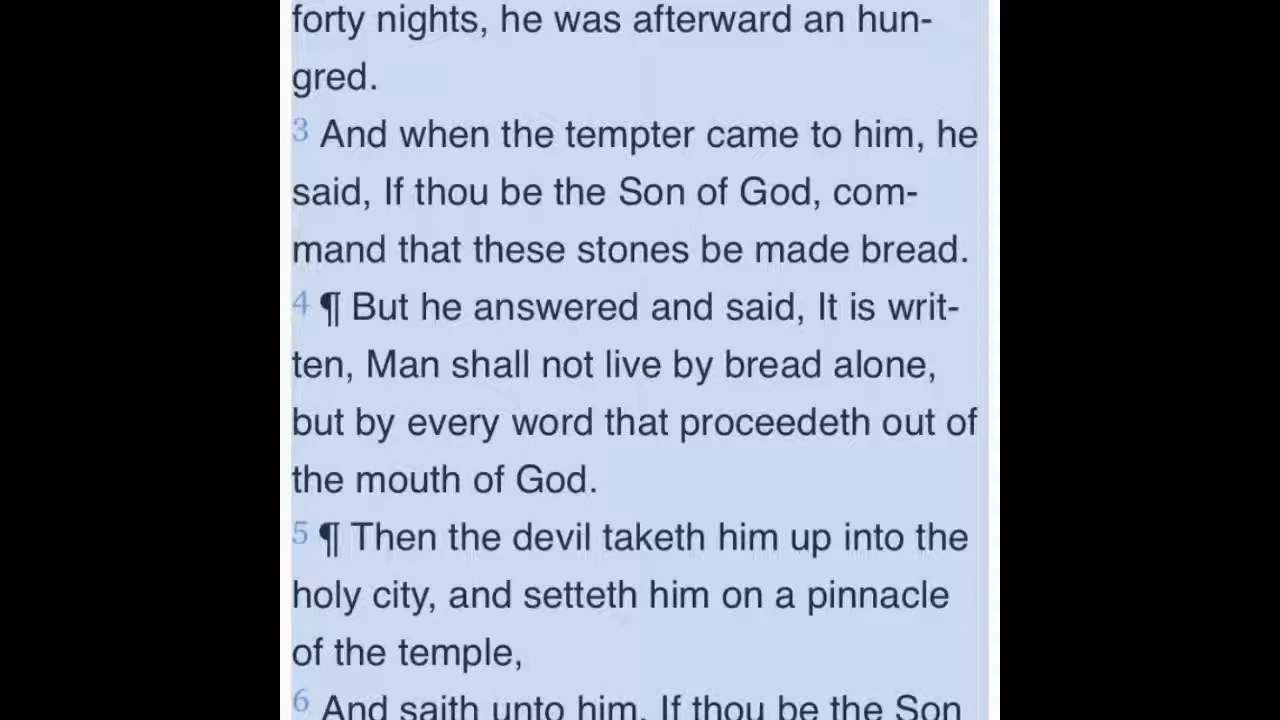 forty nights, he was afterward an hun-
gred.
3 And when the tempter came to him, he
said, If thou be the Son of God, com-
mand that these stones be made bread.
4 ¶ But he answered and said, It is writ-
ten, Man shall not live by bread alone,
but by every word that proceedeth out of
the mouth of God.
5 ¶ Then the devil taketh him up into the
holy city, and setteth him on a pinnacle
of the temple,
6 And saith unto him, If thou be the Son